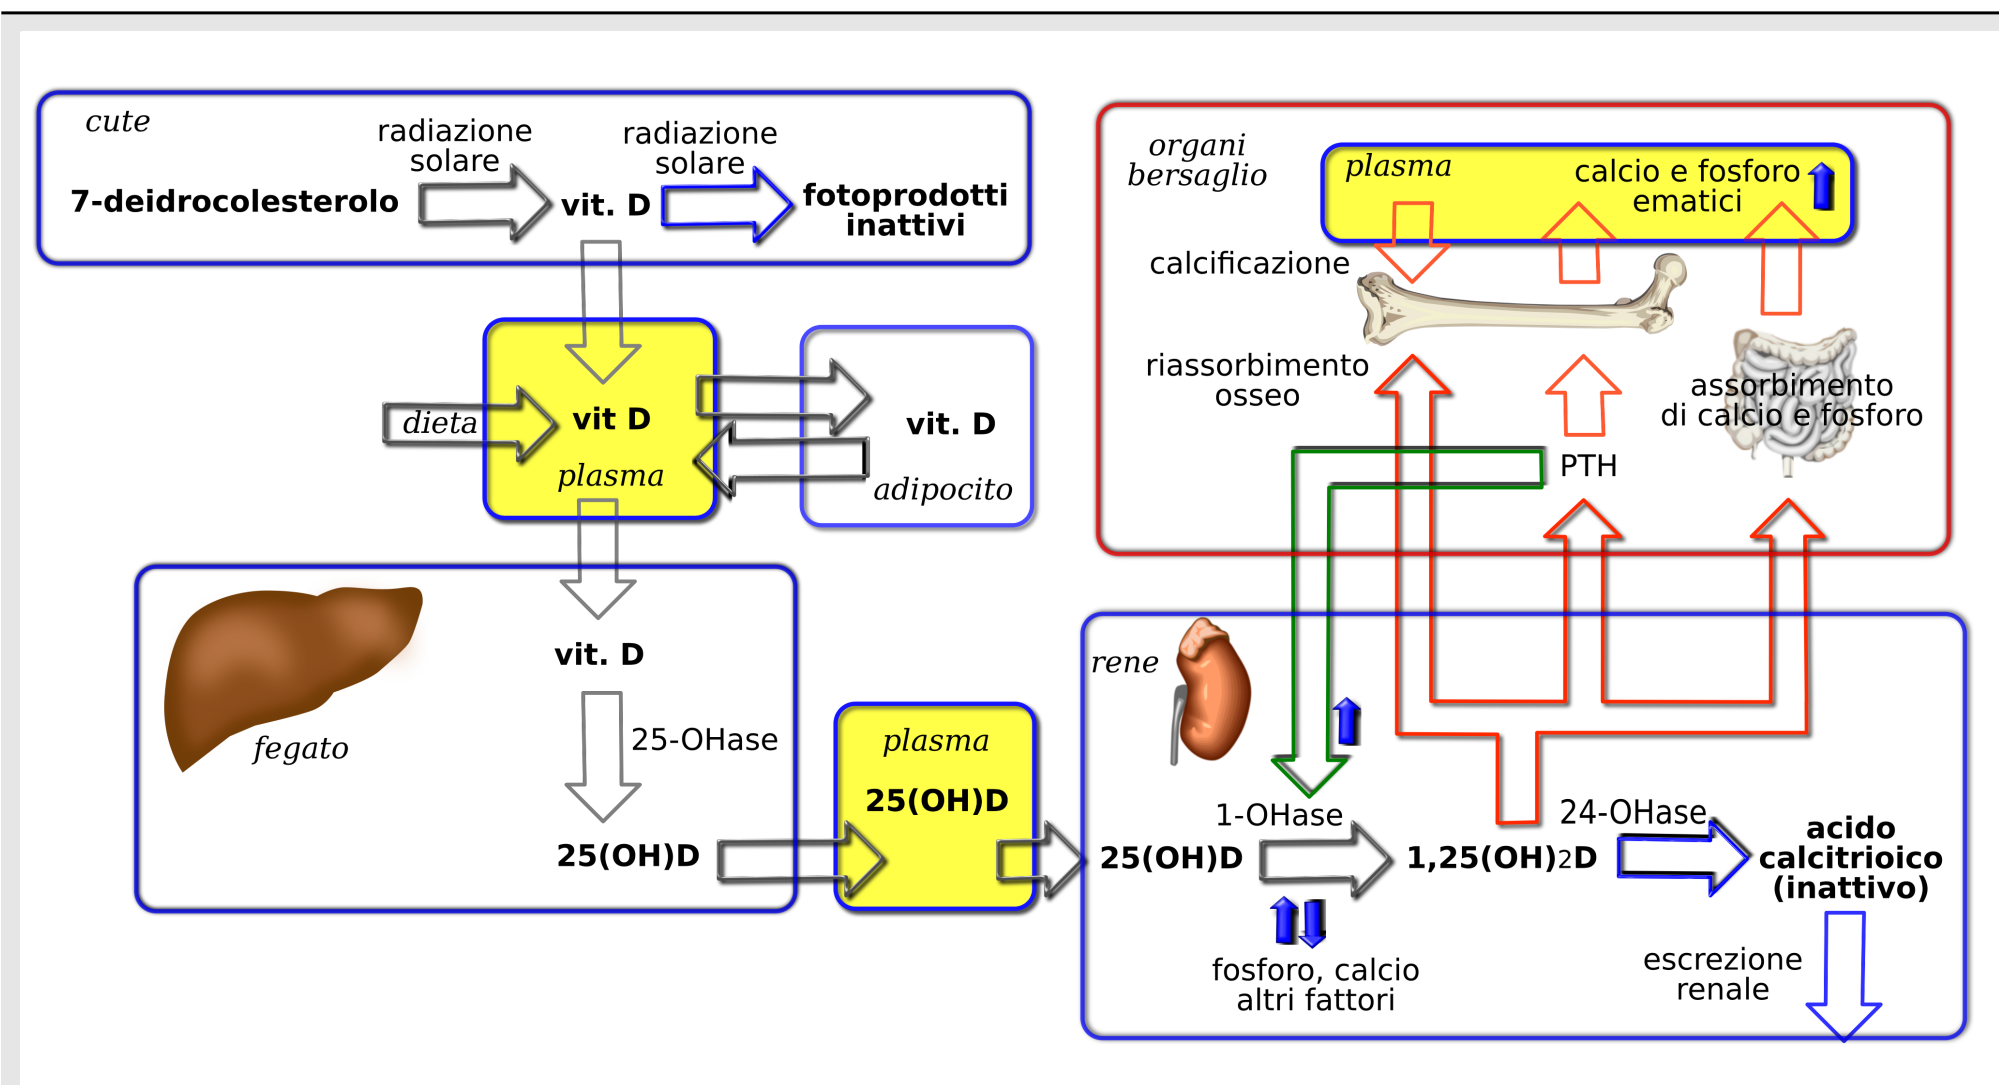 cute
radiazione
solare
radiazione
solare
7-deidrocolesterolo
vit. D
fotoprodotti
inattivi
dieta
vit D
plasma
vit. D
adipocito
fegato
vit. D
25-OHase
25(OH)D
plasma
25(OH)D
organi
bersaglio
plasma
calcio e fosforo
ematici
calcificazione
riassorbimento
osseo
assorbimento
di calcio e fosforo
PTH
rene
1-OHase
24-OHase
25(OH)D
1,25(OH)2D
acido
calcitrioico
(inattivo)
fosforo, calcio
altri fattori
escrezione
renale